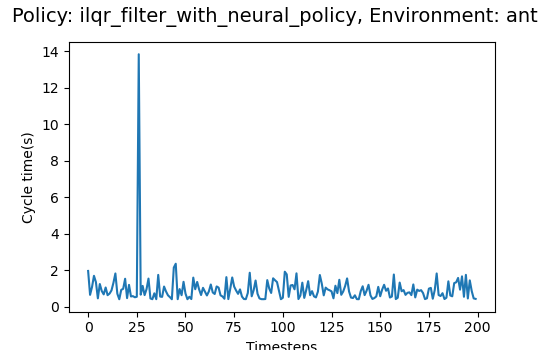 Policy: ilqr_filter_with_neural_policy, Environment: ant
14
12
10
8
6
4
2
0
Cycle time(s)
0 25 50 75 100 125 150 175 200
Timesteps